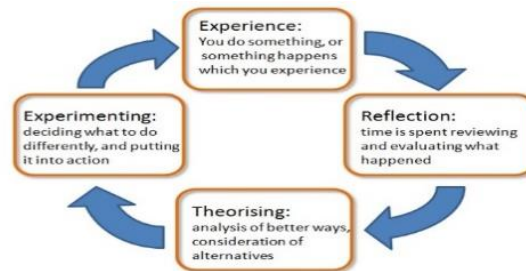 Experience:
You do something, or
something happens
which you experience
Reflection:
time is spent reviewing
and evaluating what
happened
Theorising:
analysis of better ways,
consideration of
alternatives
Experimenting:
deciding what to do
differently, and putting
it into action